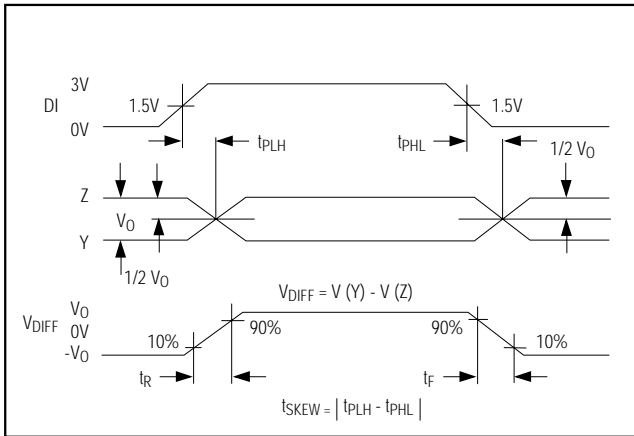 3V
DI
1.5V
1.5V
0V
tPLH
tPHL
1/2 VO
Z
VO
Y
1/2 VO
VDIFF = V (Y) - V (Z)
VO
VDIFF
0V
90%
90%
10%
10%
-VO
tR
tF
tSKEW = | tPLH - tPHL |